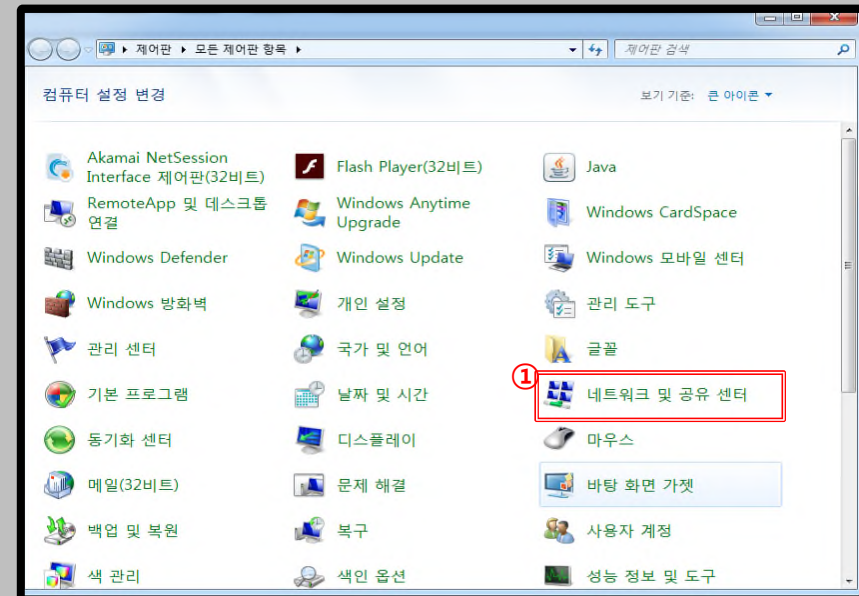 제어판 ▸ 모든 제어판 항목 ▸
제어판 검색
컴퓨터 설정 변경
보기 기준: 큰 아이콘
Akamai NetSession
Interface 제어판(32비트)
Flash Player(32비트)
Java
RemoteApp 및 데스크톱
연결
Windows Anytime
Upgrade
Windows CardSpace
Windows Defender
Windows Update
Windows 모바일 센터
Windows 방화벽
개인 설정
관리 도구
관리 센터
국가 및 언어
글꼴
기본 프로그램
날짜 및 시간
①
네트워크 및 공유 센터
동기화 센터
디스플레이
마우스
메일(32비트)
문제 해결
바탕 화면 가젯
백업 및 복원
복구
사용자 계정
색 관리
색인 옵션
성능 정보 및 도구